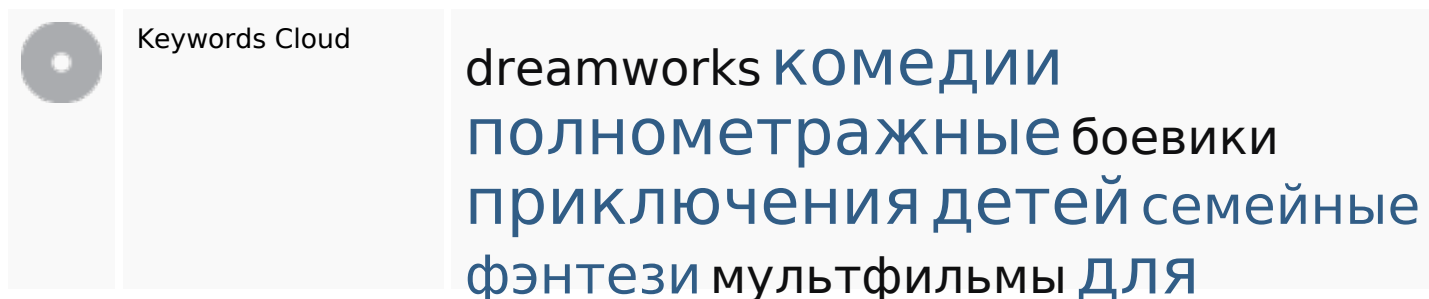 Keywords Cloud
dreamworks комедии
полнометражные боевики
приключения детей семейные
фэнтези мультфильмы для